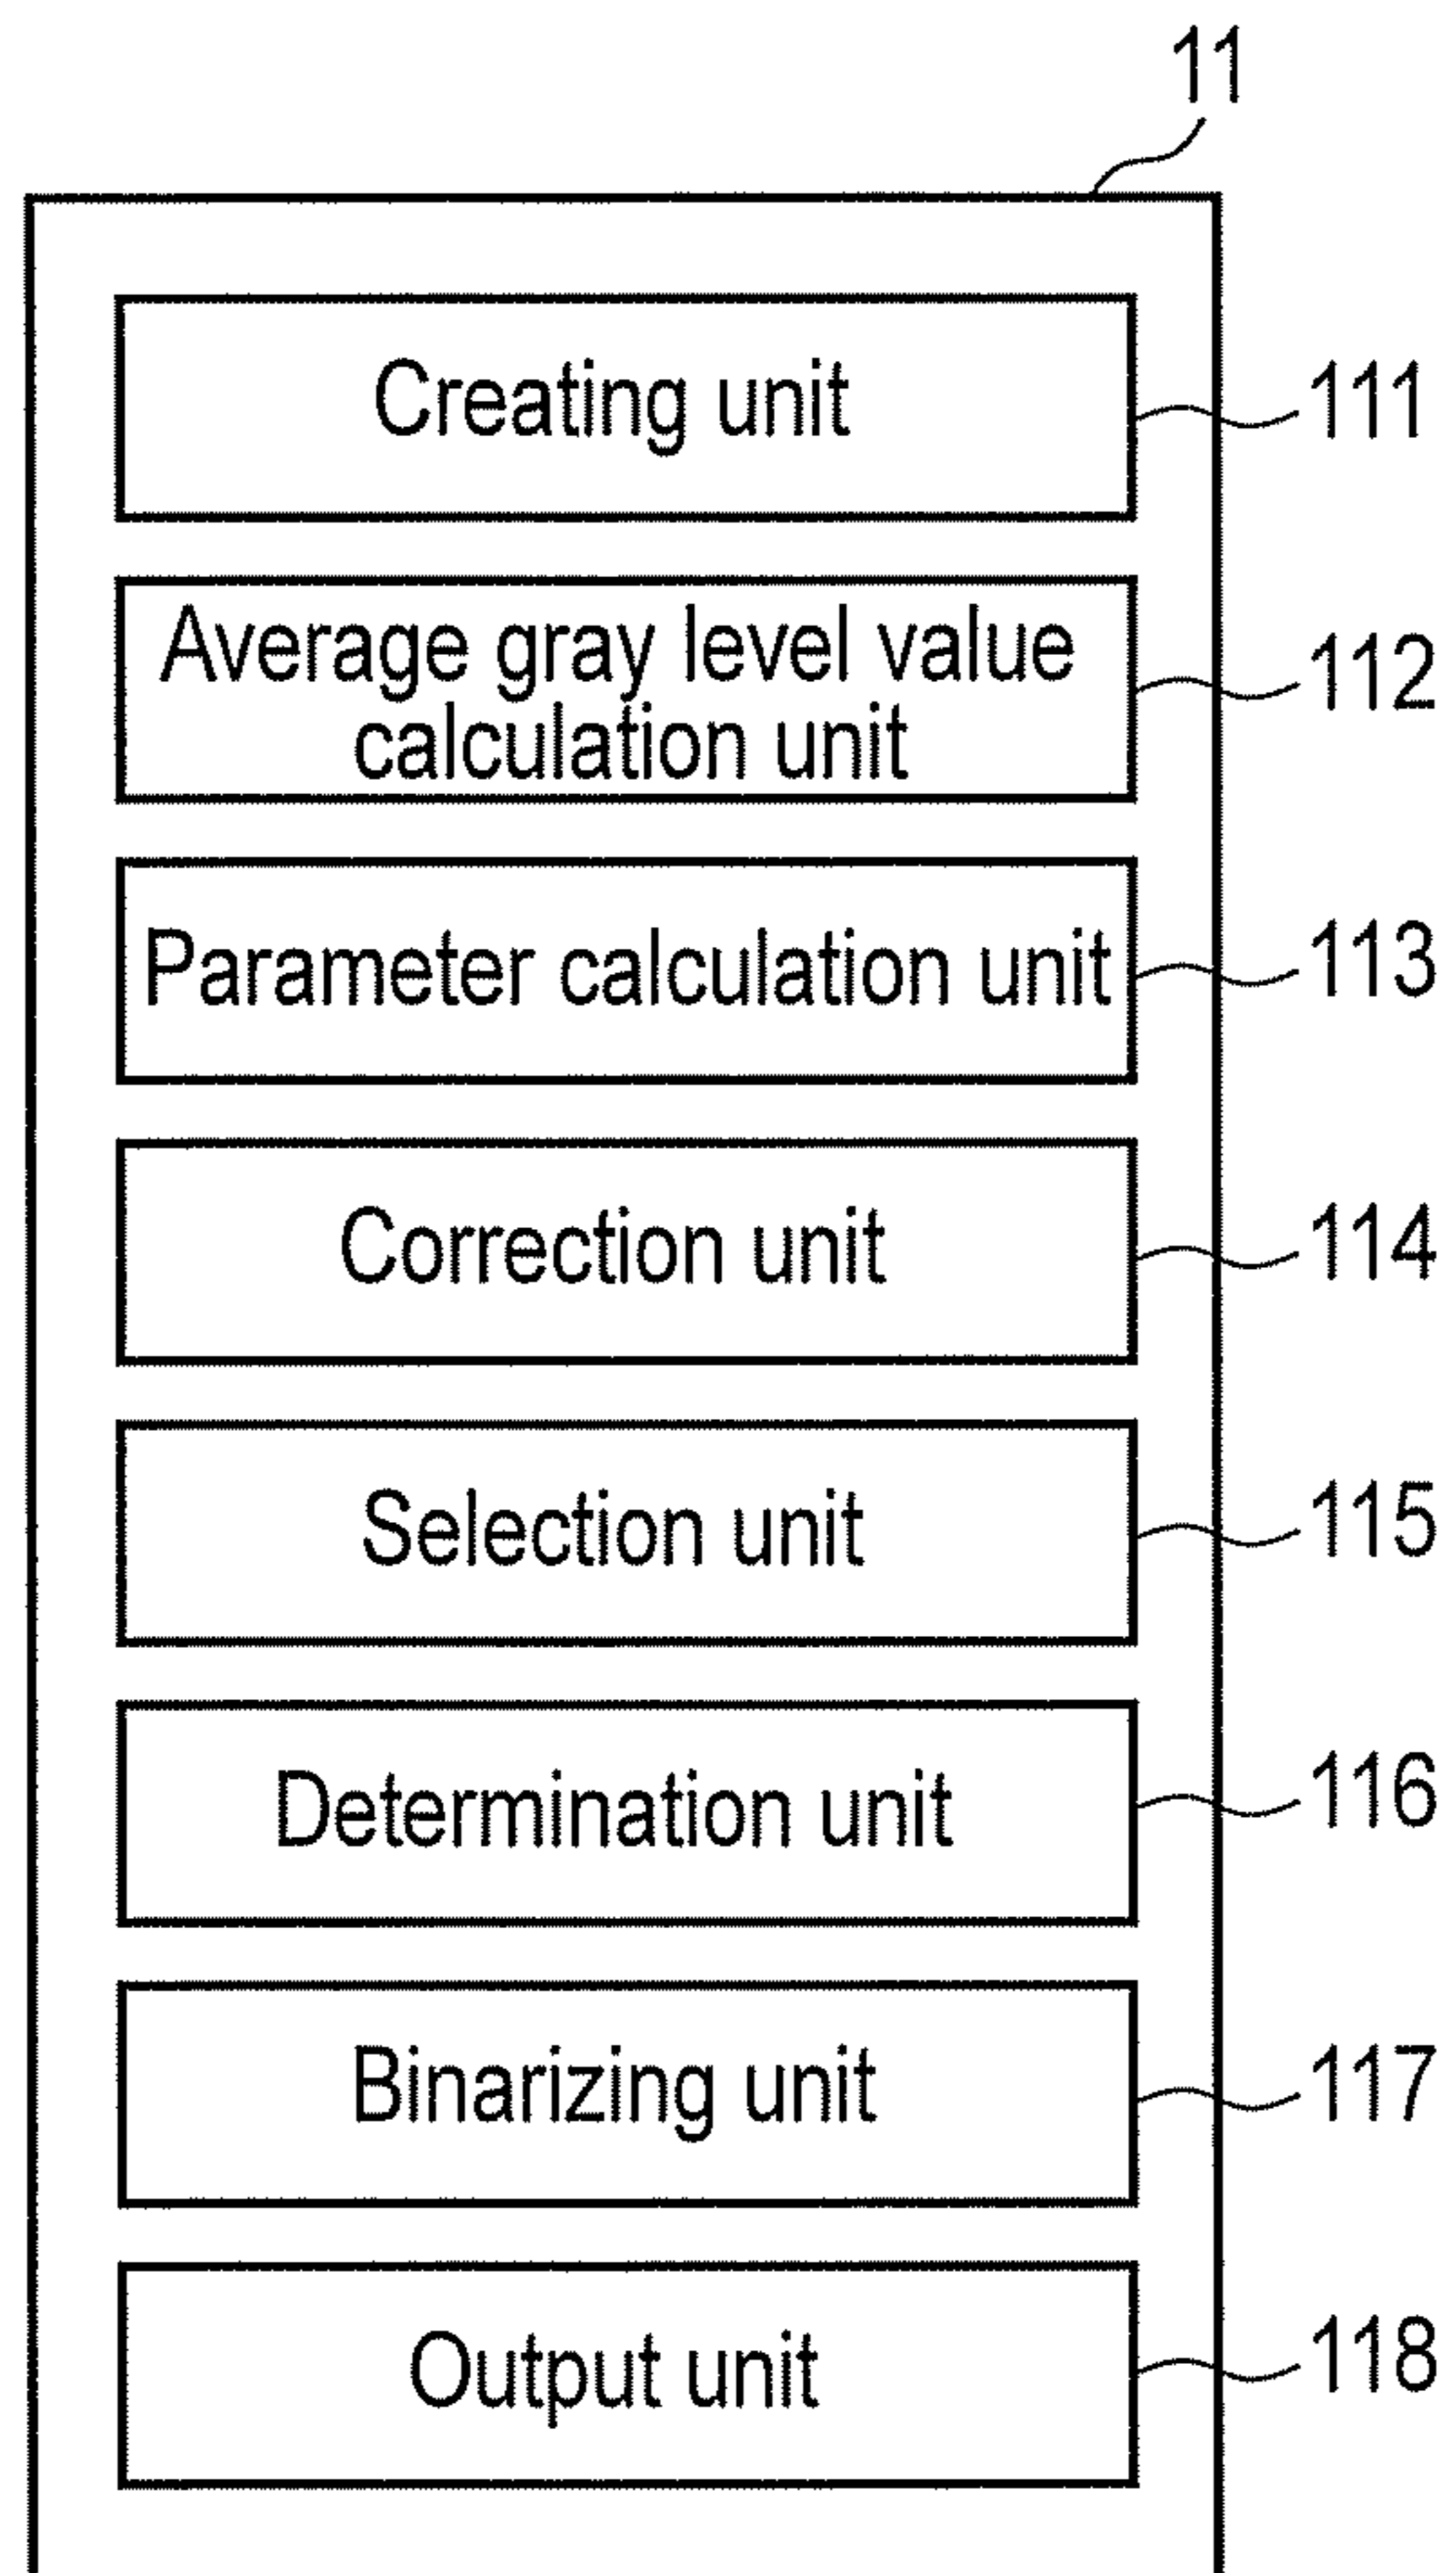 11
Creating unit
111
Average gray level value
calculation unit
112
Parameter calculation unit
113
Correction unit
114
Selection unit
115
Determination unit
116
Binarizing unit
117
Output unit
118